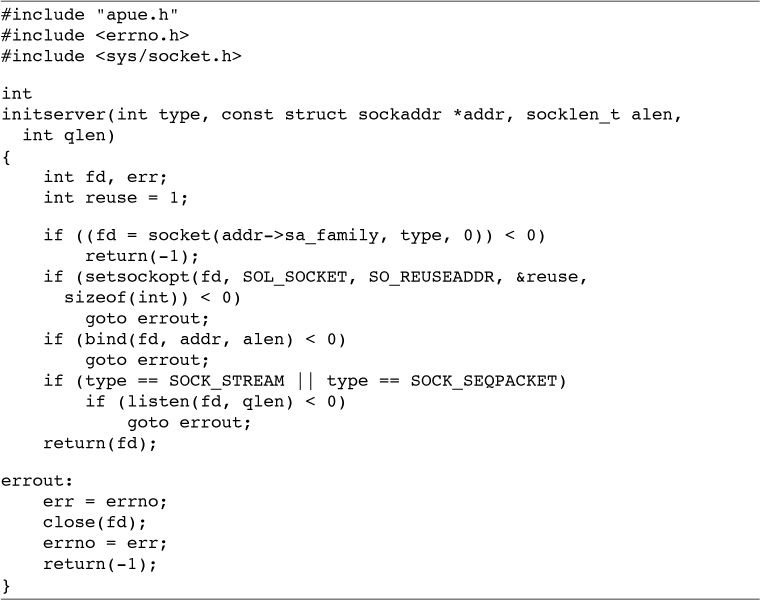 #include "apue.h"
#include <errno.h>
#include <sys/socket.h>
int
initserver(int type, const struct sockaddr *addr, socklen_t alen,
  int qlen)
{
    int fd, err;
    int reuse = 1;
    if ((fd = socket(addr->sa_family, type, 0)) < 0)
        return(-1);
    if (setsockopt(fd, SOL_SOCKET, SO_REUSEADDR, &reuse,
      sizeof(int)) < 0)
        goto errout;
    if (bind(fd, addr, alen) < 0)
        goto errout;
    if (type == SOCK_STREAM || type == SOCK_SEQPACKET)
        if (listen(fd, qlen) < 0)
            goto errout;
    return(fd);
errout:
    err = errno;
    close(fd);
    errno = err;
    return(-1);
}